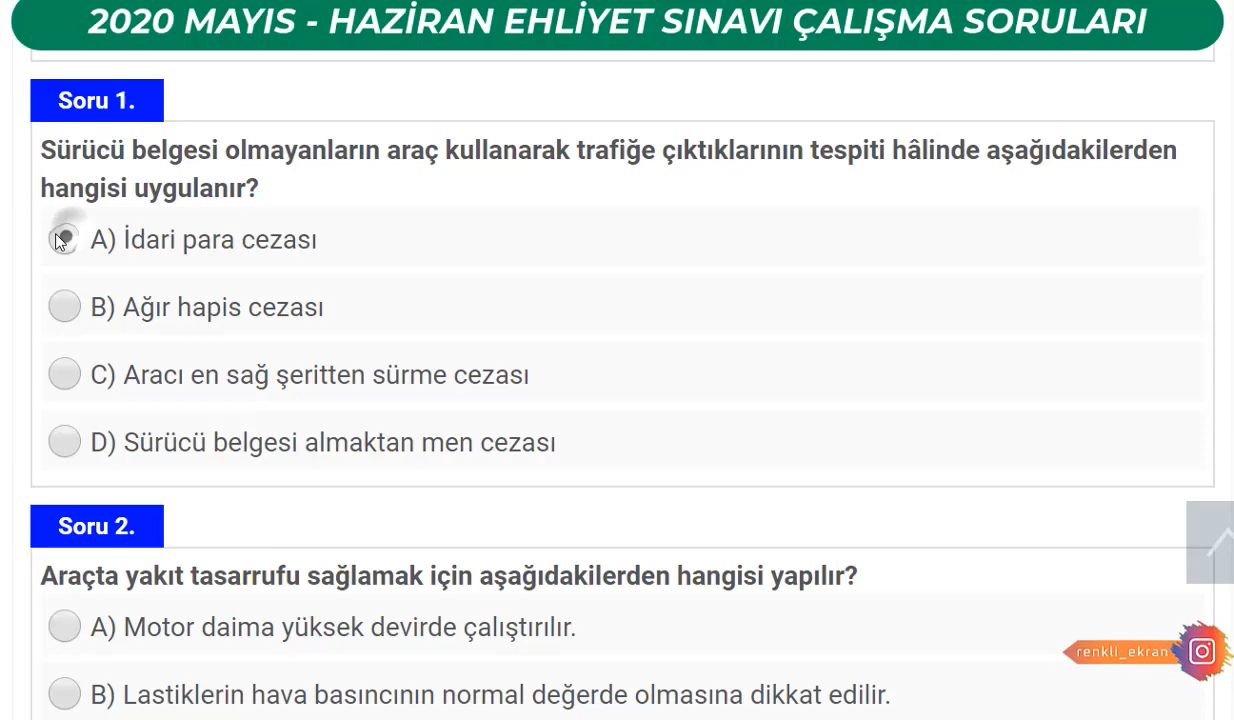 2020 MAYIS - HAZİRAN EHLİYET SINAVI ÇALIŞMA SORULARI
Soru 1.
Sürücü belgesi olmayanların araç kullanarak trafiğe çıktıklarının tespiti hâlinde aşağıdakilerden
hangisi uygulanır?
A) İdari para cezası
B) Ağır hapis cezası
C) Aracı en sağ şeritten sürme cezası
D) Sürücü belgesi almaktan men cezası
Soru 2.
Araçta yakıt tasarrufu sağlamak için aşağıdakilerden hangisi yapılır?
A) Motor daima yüksek devirde çalıştırılır.
renkli_ekran
B) Lastiklerin hava basıncının normal değerde olmasına dikkat edilir.